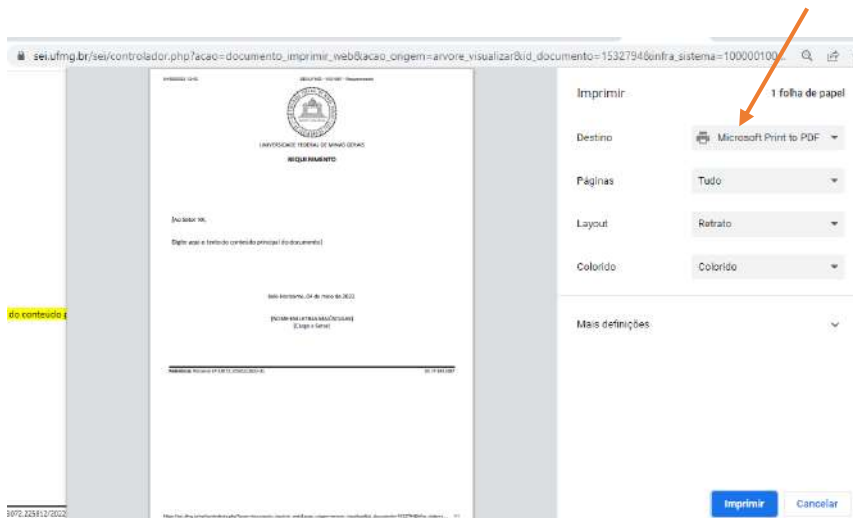 sei.ufmg.br/sei/controlador.php?acao=documento_imprimir_web&acao_origem=arvore_visualizar&id_documento=1532794&infra_sistema=100000100...
Imprimir 1 folha de papel
Destino Microsoft Print to PDF
Páginas Tudo
Layout Retrato
Colorido Colorido
Mais definições
Imprimir Cancelar
UNIVERSIDADE FEDERAL DE MINAS GERAIS
REQUERIMENTO
[Ao Setor XX,
Digite aqui o texto do conteúdo principal do documento]
Belo Horizonte, 04 de maio de 2022
[NOME EM LETRAS MAIÚSCULAS]
[Cargo e Setor]
do conteúdo p